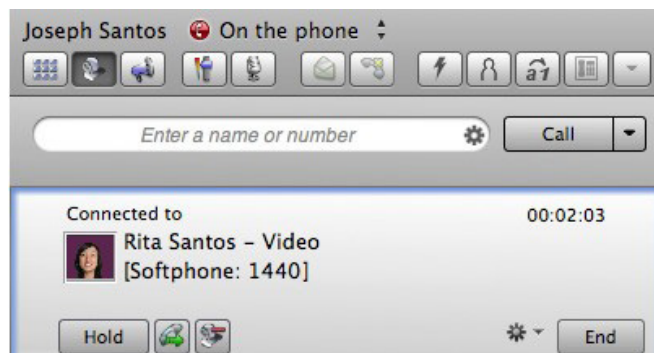 Joseph Santos On the phone
a1
Enter a name or number
Call
Connected to
00:02:03
Rita Santos – Video
[Softphone: 1440]
Hold
End